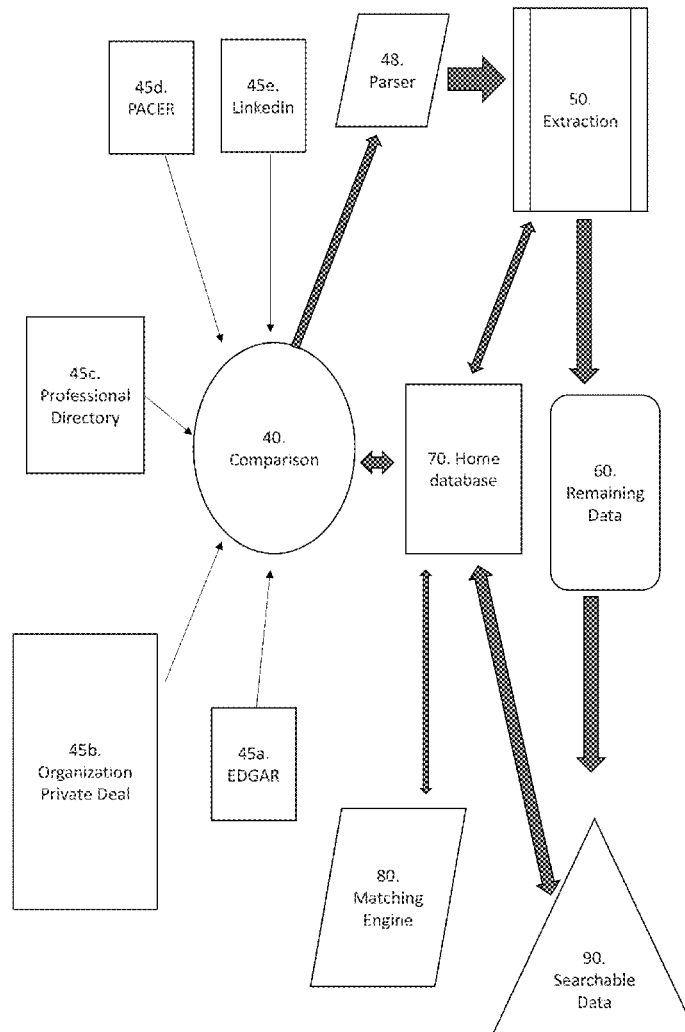 45d.
PACER
45e.
LinkedIn
48.
Parser
50.
Extraction
45c.
Professional
Directory
40.
Comparison
70. Home
database
60.
Remaining
Data
45b.
Organization
Private Deal
45a.
EDGAR
80.
Matching
Engine
90.
Searchable
Data